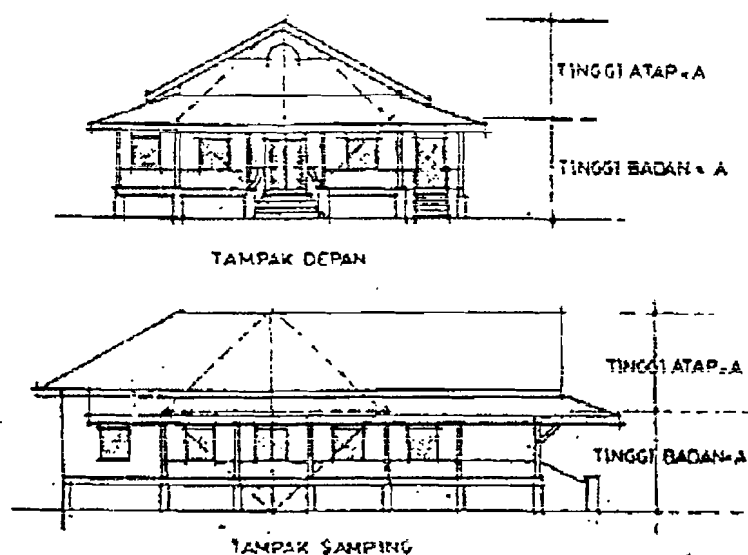 TINGGI ATAP=A
TINGGI BADAN = A
TAMPAK DEPAN
TINGGI ATAP=A
TINGGI BADAN=A
TAMPAK SAMPING